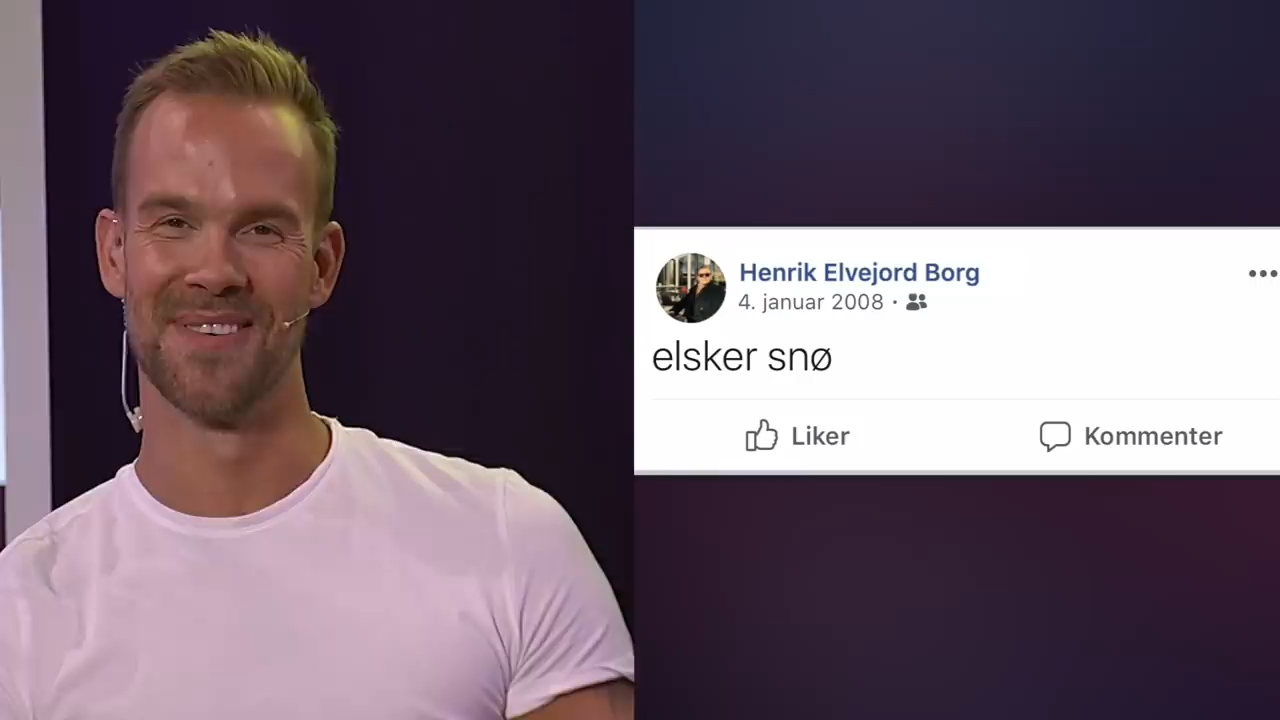 Henrik Elvejord Borg
4. januar 2008 ·
elsker snø
Liker
Kommenter